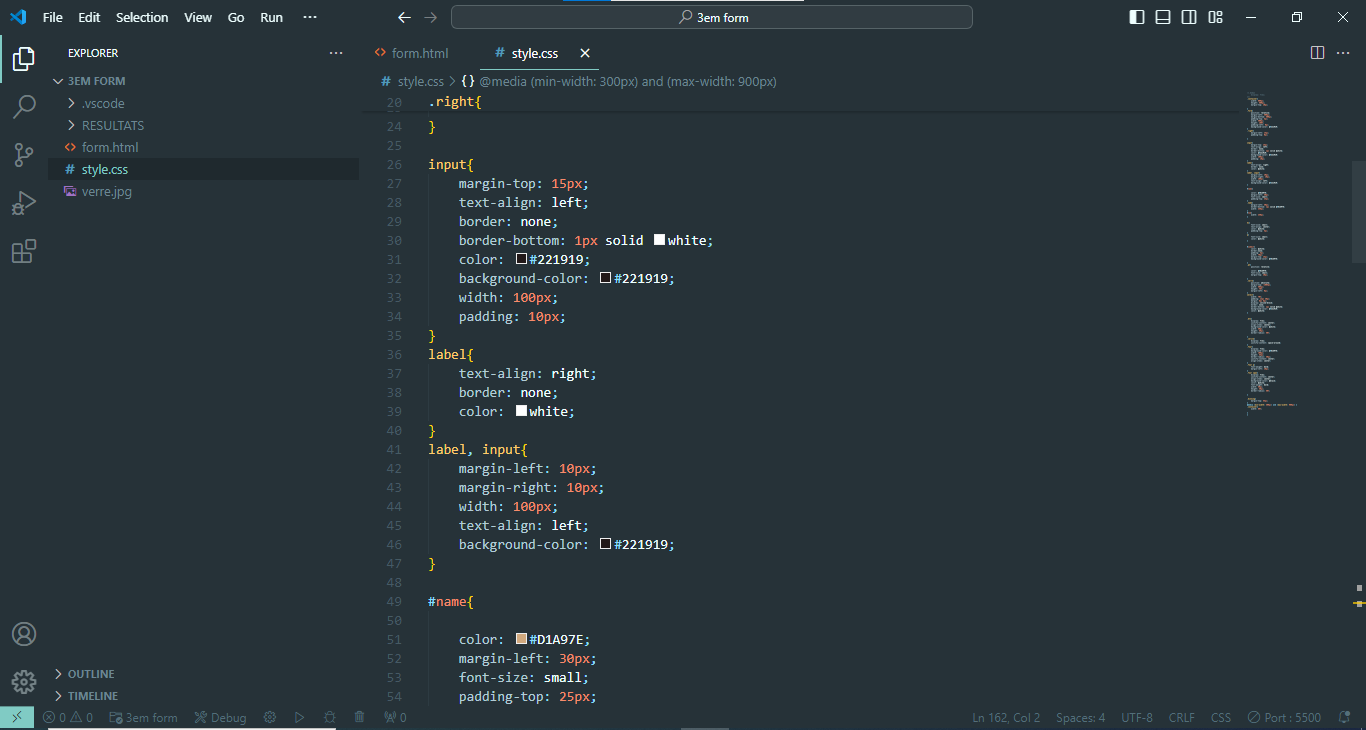 File Edit Selection View Go Run ···
3em form
EXPLORER
3EM FORM
.vscode
RESULTATS
form.html
style.css
verre.jpg
OUTLINE
TIMELINE
form.html
style.css
style.css > {} @media (min-width: 300px) and (max-width: 900px)
20 .right{
24 }
25
26 input{
27 margin-top: 15px;
28 text-align: left;
29 border: none;
30 border-bottom: 1px solid white;
31 color: #221919;
32 background-color: #221919;
33 width: 100px;
34 padding: 10px;
35 }
36 label{
37 text-align: right;
38 border: none;
39 color: white;
40 }
41 label, input{
42 margin-left: 10px;
43 margin-right: 10px;
44 width: 100px;
45 text-align: left;
46 background-color: #221919;
47 }
48
49 #name{
50
51 color: #D1A97E;
52 margin-left: 30px;
53 font-size: small;
54 padding-top: 25px;
0 0 3em form Debug 0 Ln 162, Col 2 Spaces: 4 UTF-8 CRLF CSS Port : 5500